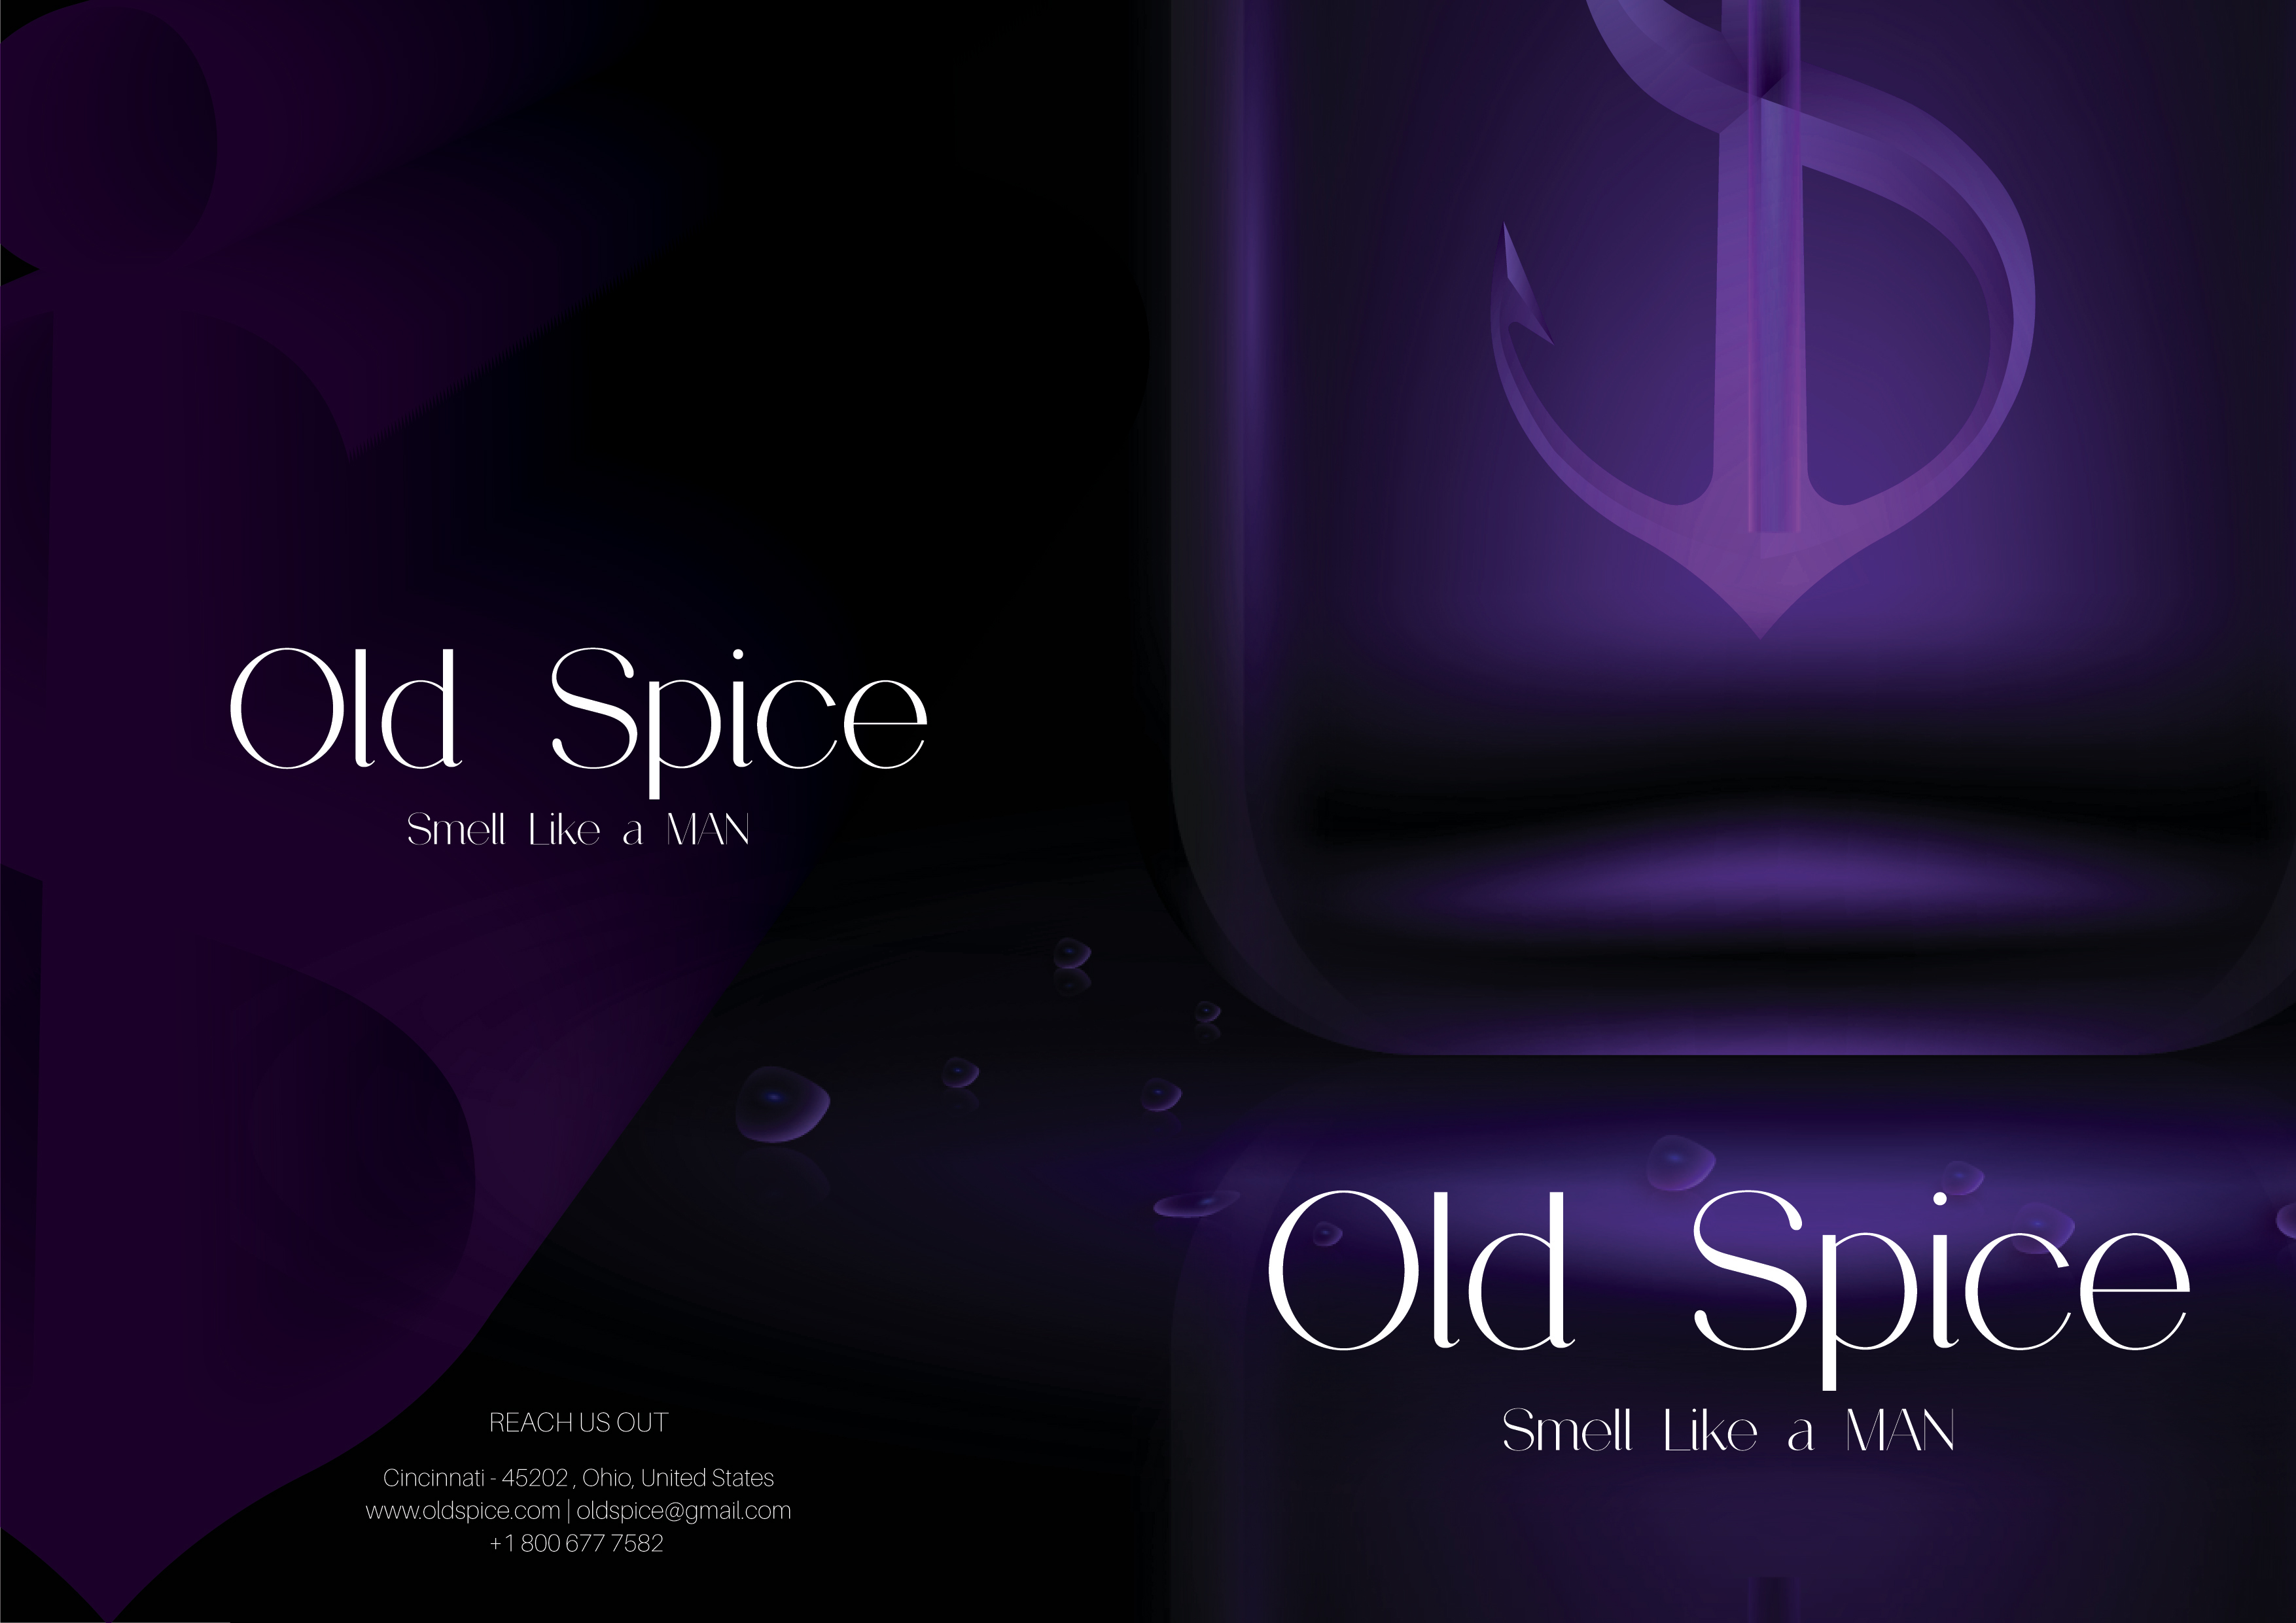 Old Spice
Smell Like a MAN
REACH US OUT
Cincinnati - 45202 , Ohio, United States
www.oldspice.com | oldspice@gmail.com
+1 800 677 7582
Old Spice
Smell Like a MAN